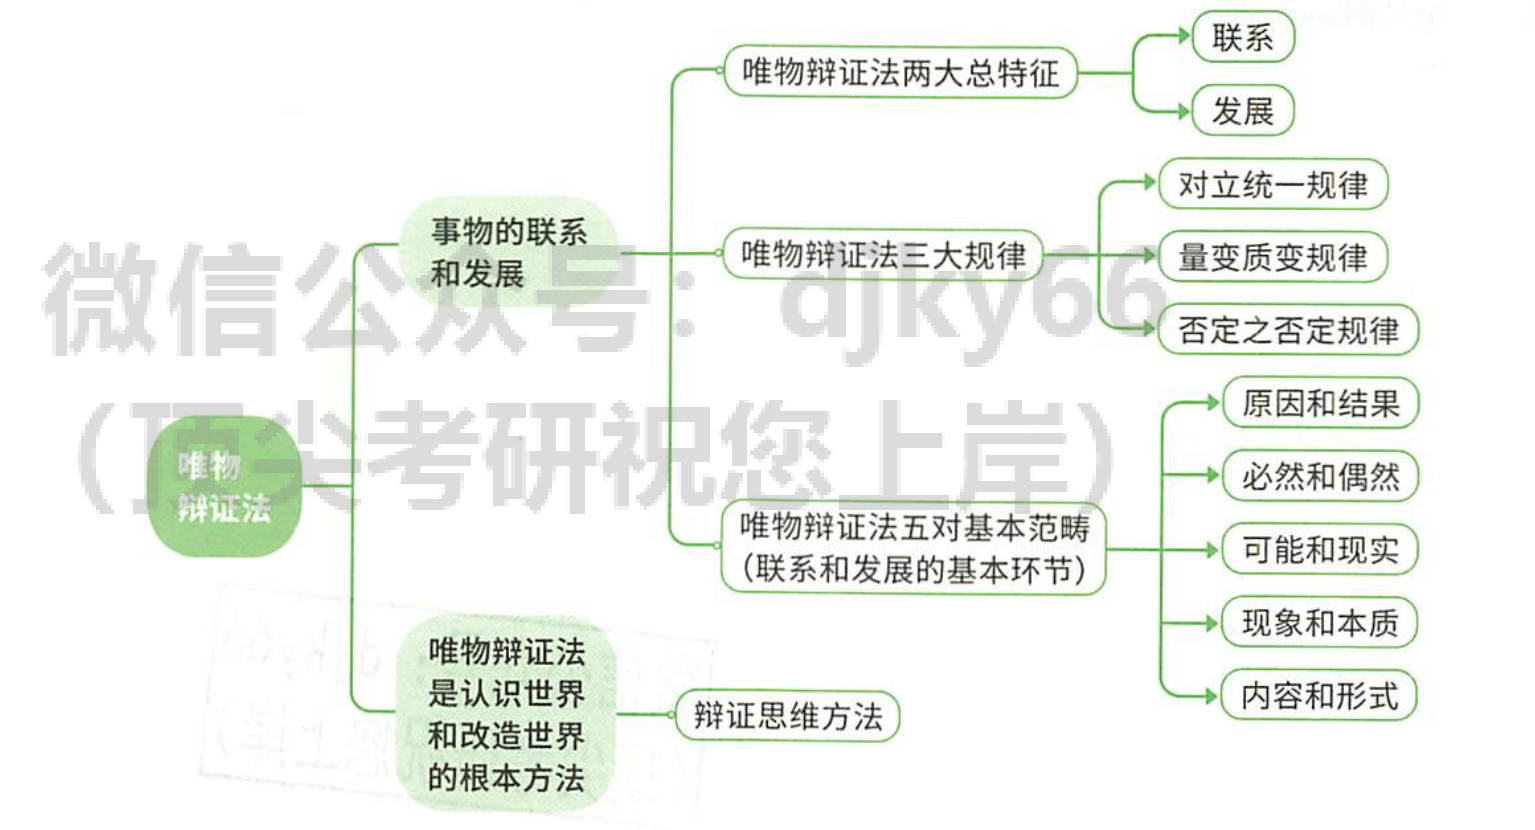 联系
唯物辩证法两大总特征
发展
对立统一规律
事物的联系
和发展
唯物辩证法三大规律
量变质变规律
微信公众号：djky66
否定之否定规律
原因和结果
（顶尖考研祝您上岸）
唯物
辩证法
必然和偶然
唯物辩证法五对基本范畴
（联系和发展的基本环节）
可能和现实
现象和本质
唯物辩证法
是认识世界
和改造世界
的根本方法
辩证思维方法
内容和形式